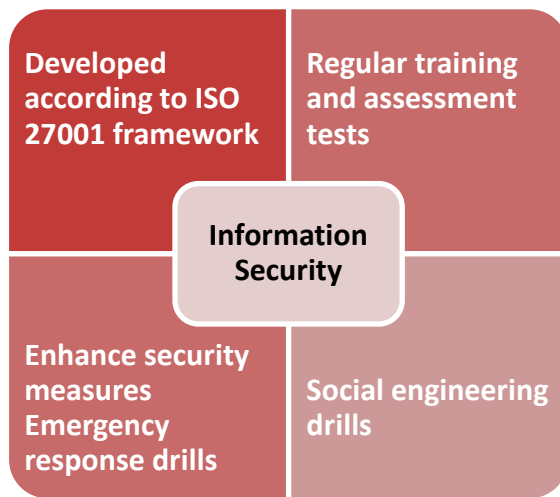 Developed
according to ISO
27001 framework
Regular training
and assessment
tests
Information
Security
Enhance security
measures
Emergency
response drills
Social engineering
drills